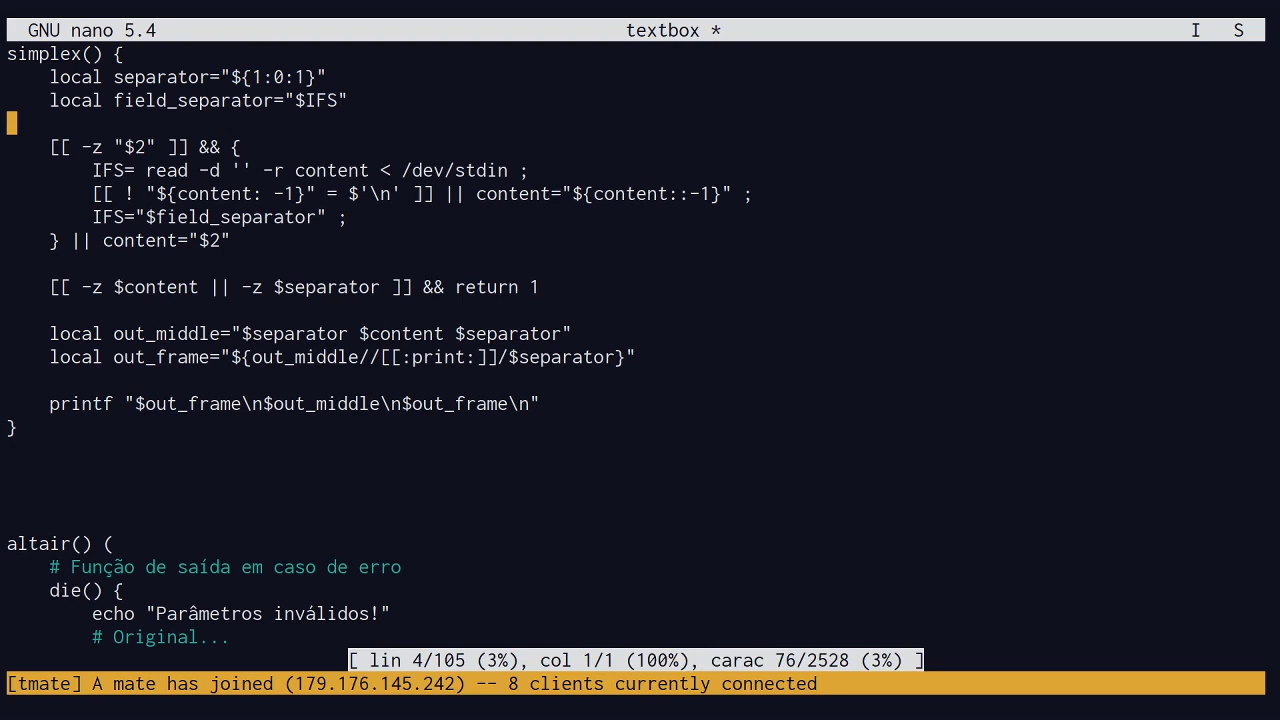 GNU nano 5.4 textbox * I S
simplex() {
    local separator="${1:0:1}"
    local field_separator="$IFS"
    [[ -z "$2" ]] && {
        IFS= read -d '' -r content < /dev/stdin ;
        [[ ! "${content: -1}" = $'\n' ]] || content="${content::-1}" ;
        IFS="$field_separator" ;
    } || content="$2"
    [[ -z $content || -z $separator ]] && return 1
    local out_middle="$separator $content $separator"
    local out_frame="${out_middle//[[:print:]]/$separator}"
    printf "$out_frame\n$out_middle\n$out_frame\n"
}
altair() (
    # Função de saída em caso de erro
    die() {
        echo "Parâmetros inválidos!"
        # Original...
[ lin 4/105 (3%), col 1/1 (100%), carac 76/2528 (3%) ]
[tmate] A mate has joined (179.176.145.242) -- 8 clients currently connected